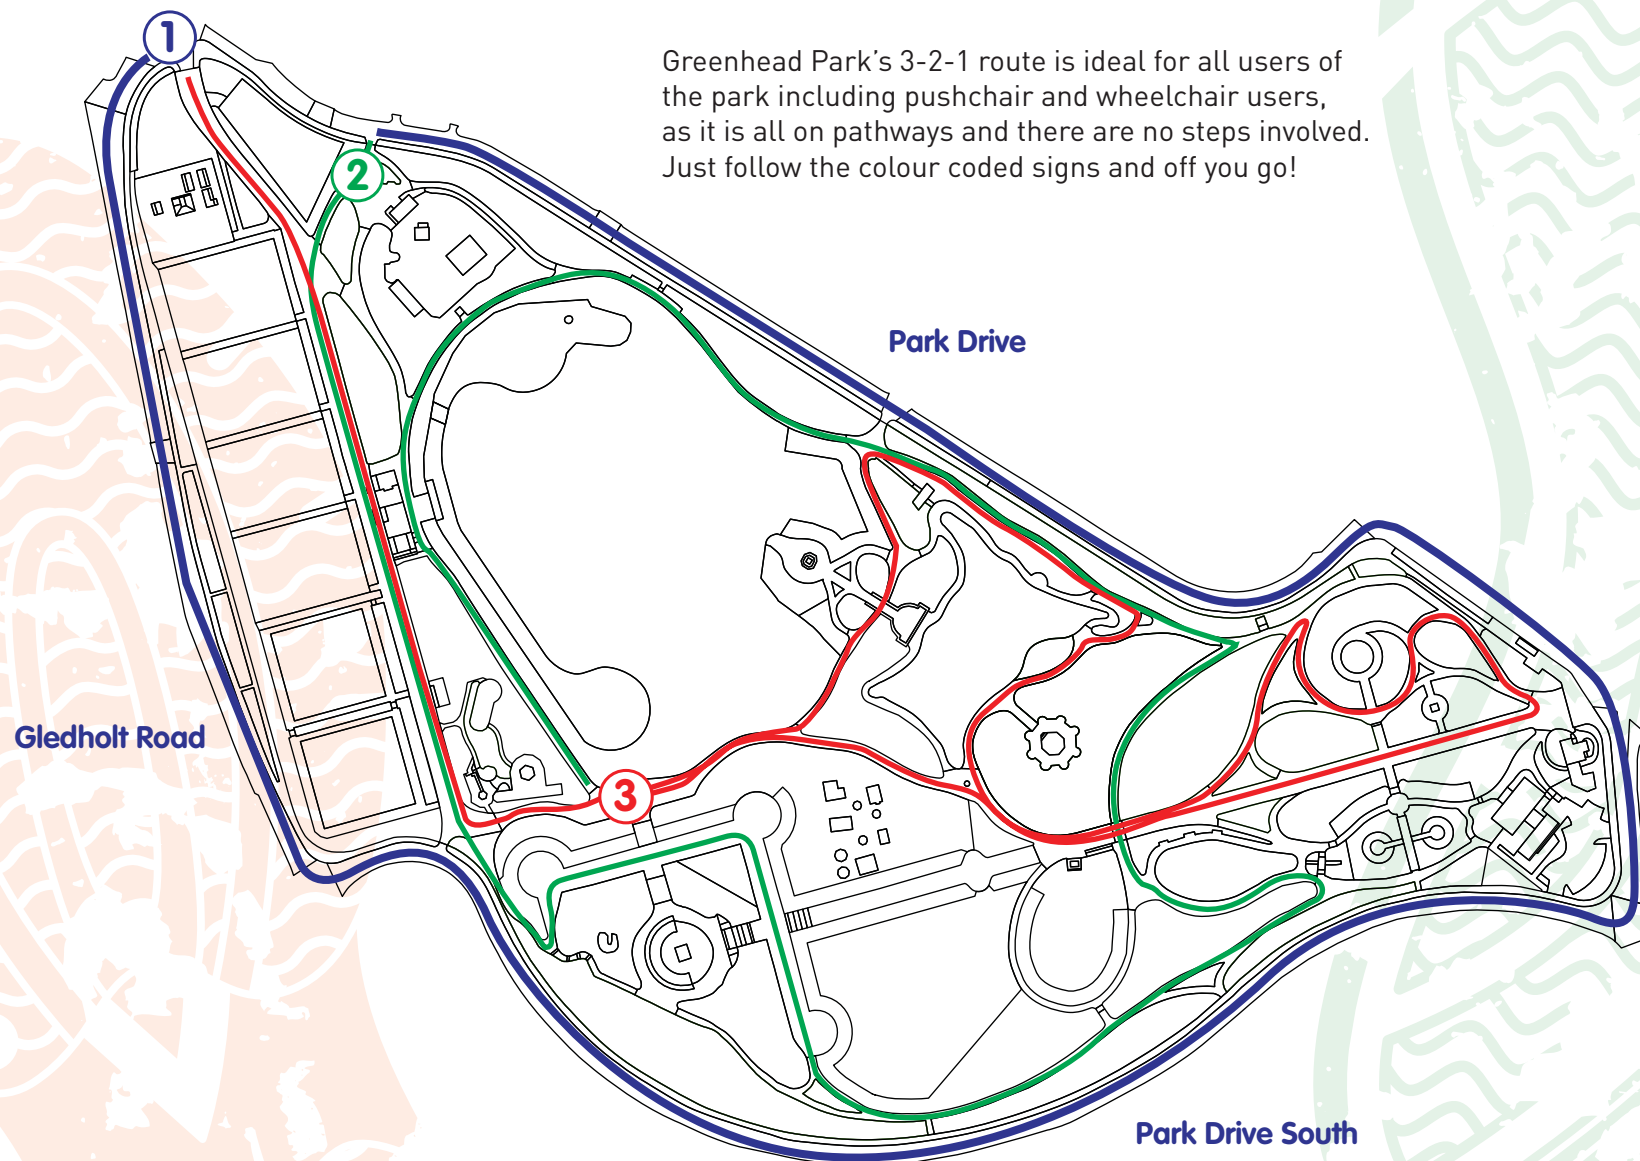 1
Greenhead Park's 3-2-1 route is ideal for all users of
the park including pushchair and wheelchair users,
as it is all on pathways and there are no steps involved.
Just follow the colour coded signs and off you go!
2
Park Drive
Gledholt Road
3
Park Drive South